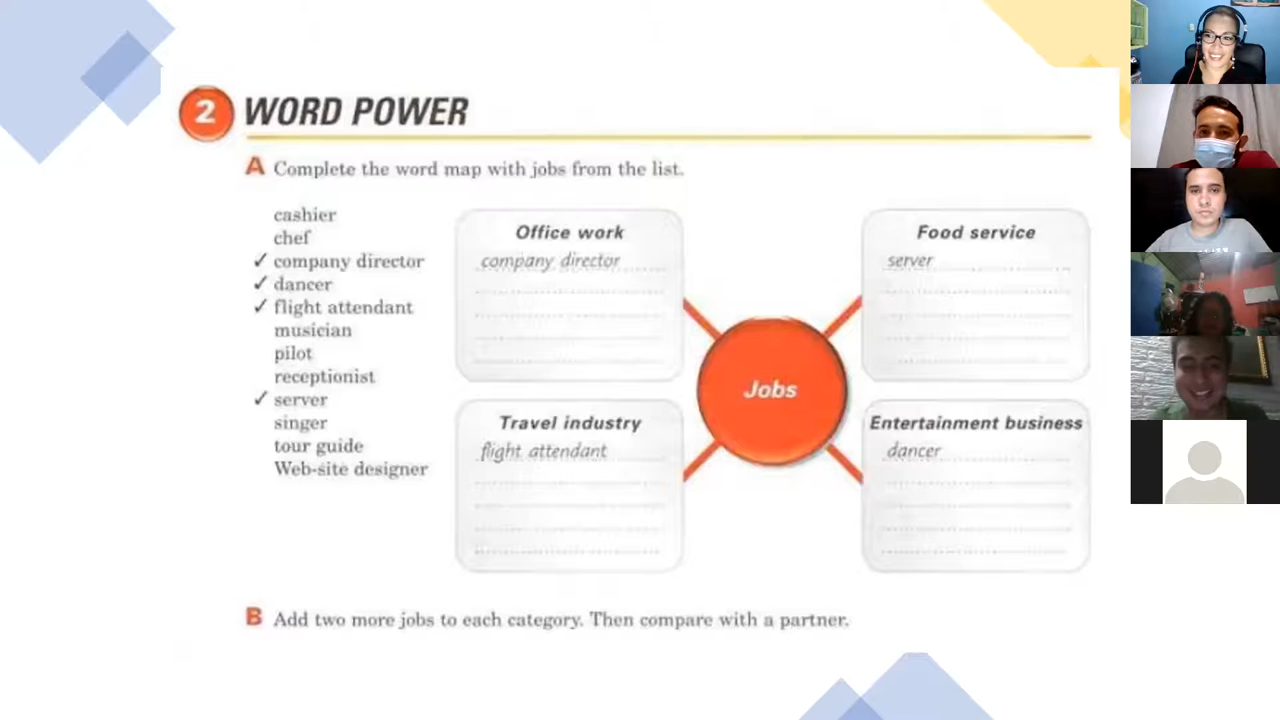 2 WORD POWER
A Complete the word map with jobs from the list.
cashier
chef
✓ company director
✓ dancer
✓ flight attendant
musician
pilot
receptionist
✓ server
singer
tour guide
Web-site designer
Office work
company director
Food service
server
Jobs
Travel industry
flight attendant
Entertainment business
dancer
B Add two more jobs to each category. Then compare with a partner.